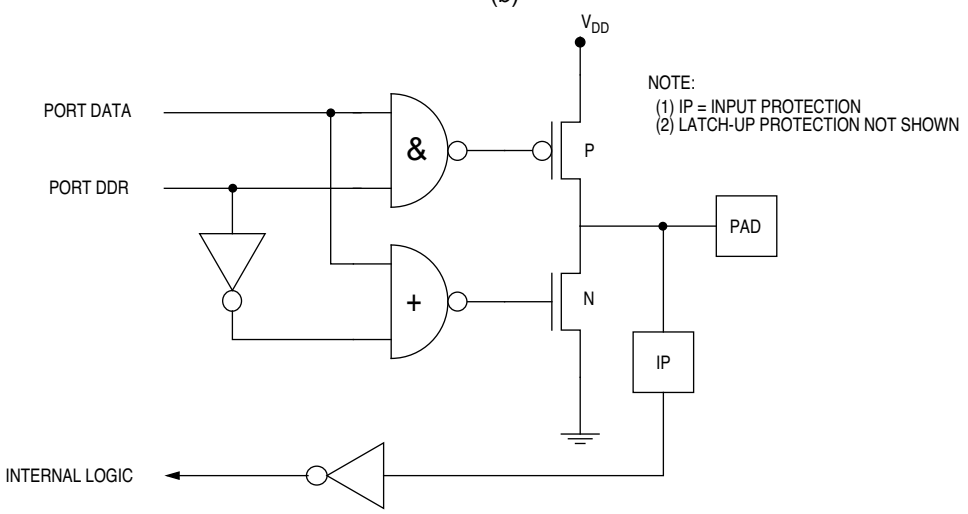 (b)
V_DD
NOTE:
(1) IP = INPUT PROTECTION
(2) LATCH-UP PROTECTION NOT SHOWN
PORT DATA
&
P
PORT DDR
PAD
+
N
IP
INTERNAL LOGIC